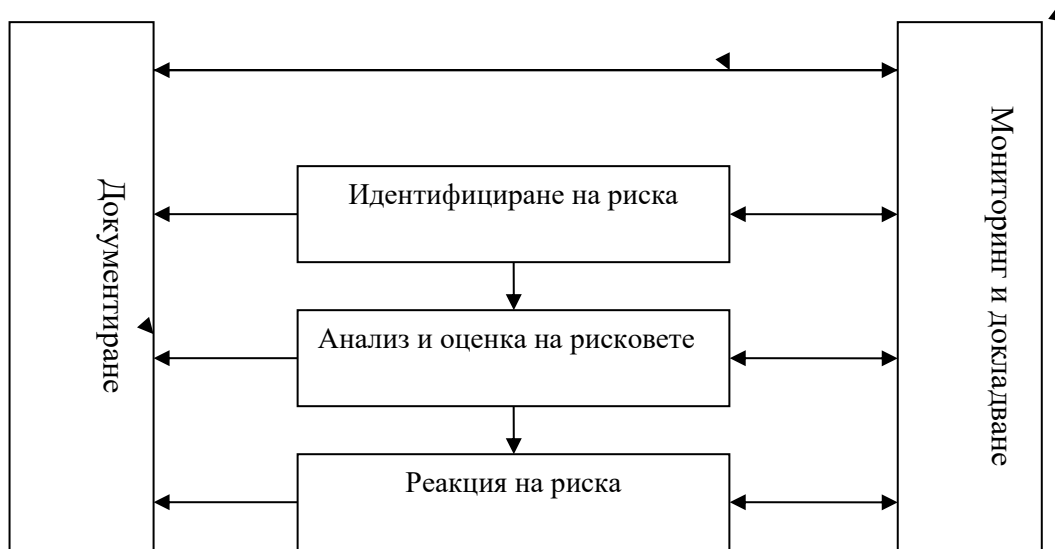 Документиране
Идентифициране на риска
Анализ и оценка на рисковете
Реакция на риска
Мониторинг и докладване